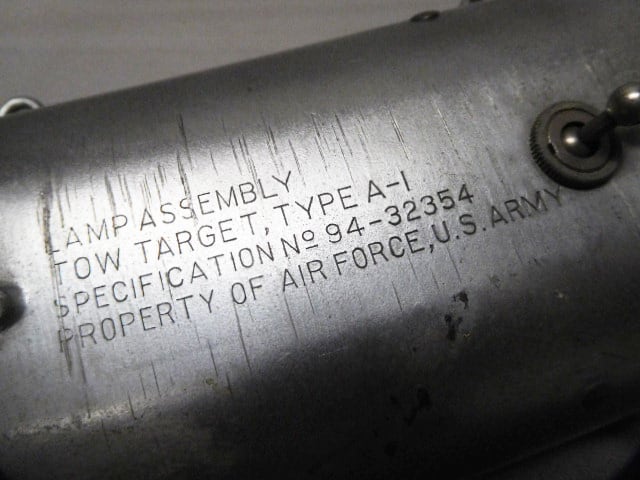 LAMP ASSEMBLY
TOW TARGET, TYPE A-1
SPECIFICATION Nº 94-32354
PROPERTY OF AIR FORCE, U.S. ARMY